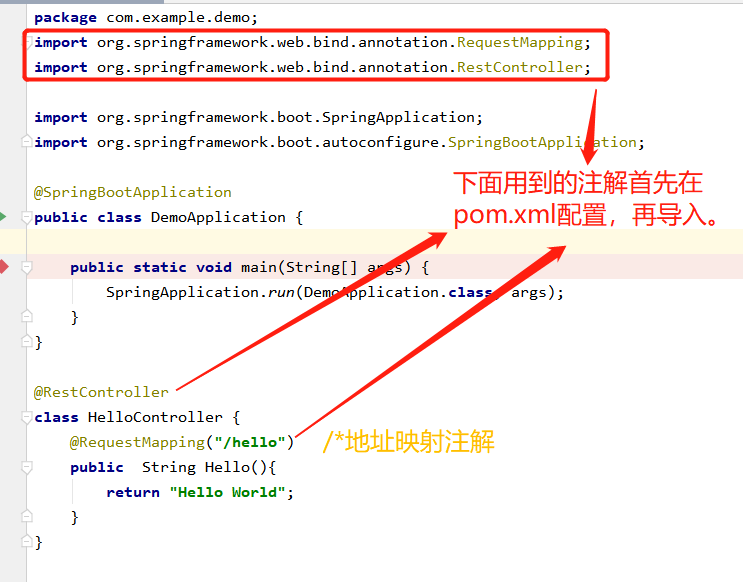 package com.example.demo;
import org.springframework.web.bind.annotation.RequestMapping;
import org.springframework.web.bind.annotation.RestController;
import org.springframework.boot.SpringApplication;
import org.springframework.boot.autoconfigure.SpringBootApplication;
@SpringBootApplication
下面用到的注解首先在
public class DemoApplication {
pom.xml配置，再导入。
public static void main(String[] args) {
SpringApplication.run(DemoApplication.class, args);
}
}
@RestController
class HelloController {
@RequestMapping("/hello") /*地址映射注解
public  String Hello(){
return "Hello World";
}
}